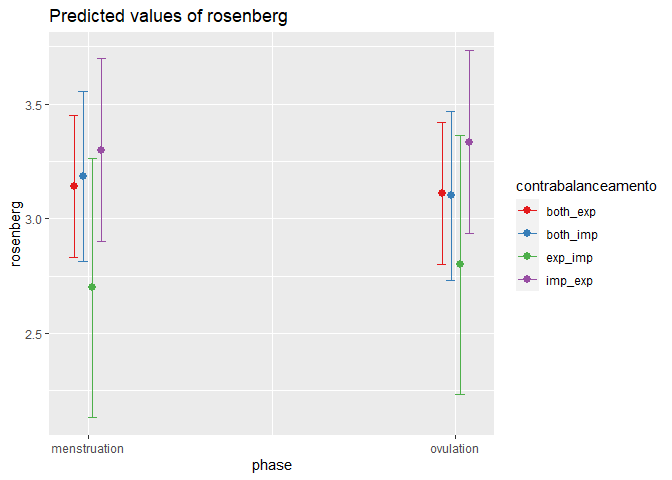 Predicted values of rosenberg
rosenberg
3.5
3.0
2.5
menstruation
ovulation
phase
contrabalanceamento
both_exp
both_imp
exp_imp
imp_exp